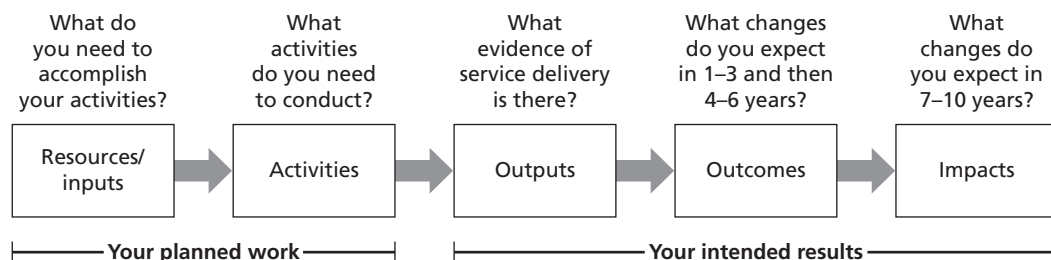 What do
you need to
accomplish
your activities?
What
activities
do you need
to conduct?
What
evidence of
service delivery
is there?
What changes
do you expect
in 1–3 and then
4–6 years?
What
changes do
you expect in
7–10 years?
Resources/
inputs
Activities
Outputs
Outcomes
Impacts
Your planned work
Your intended results